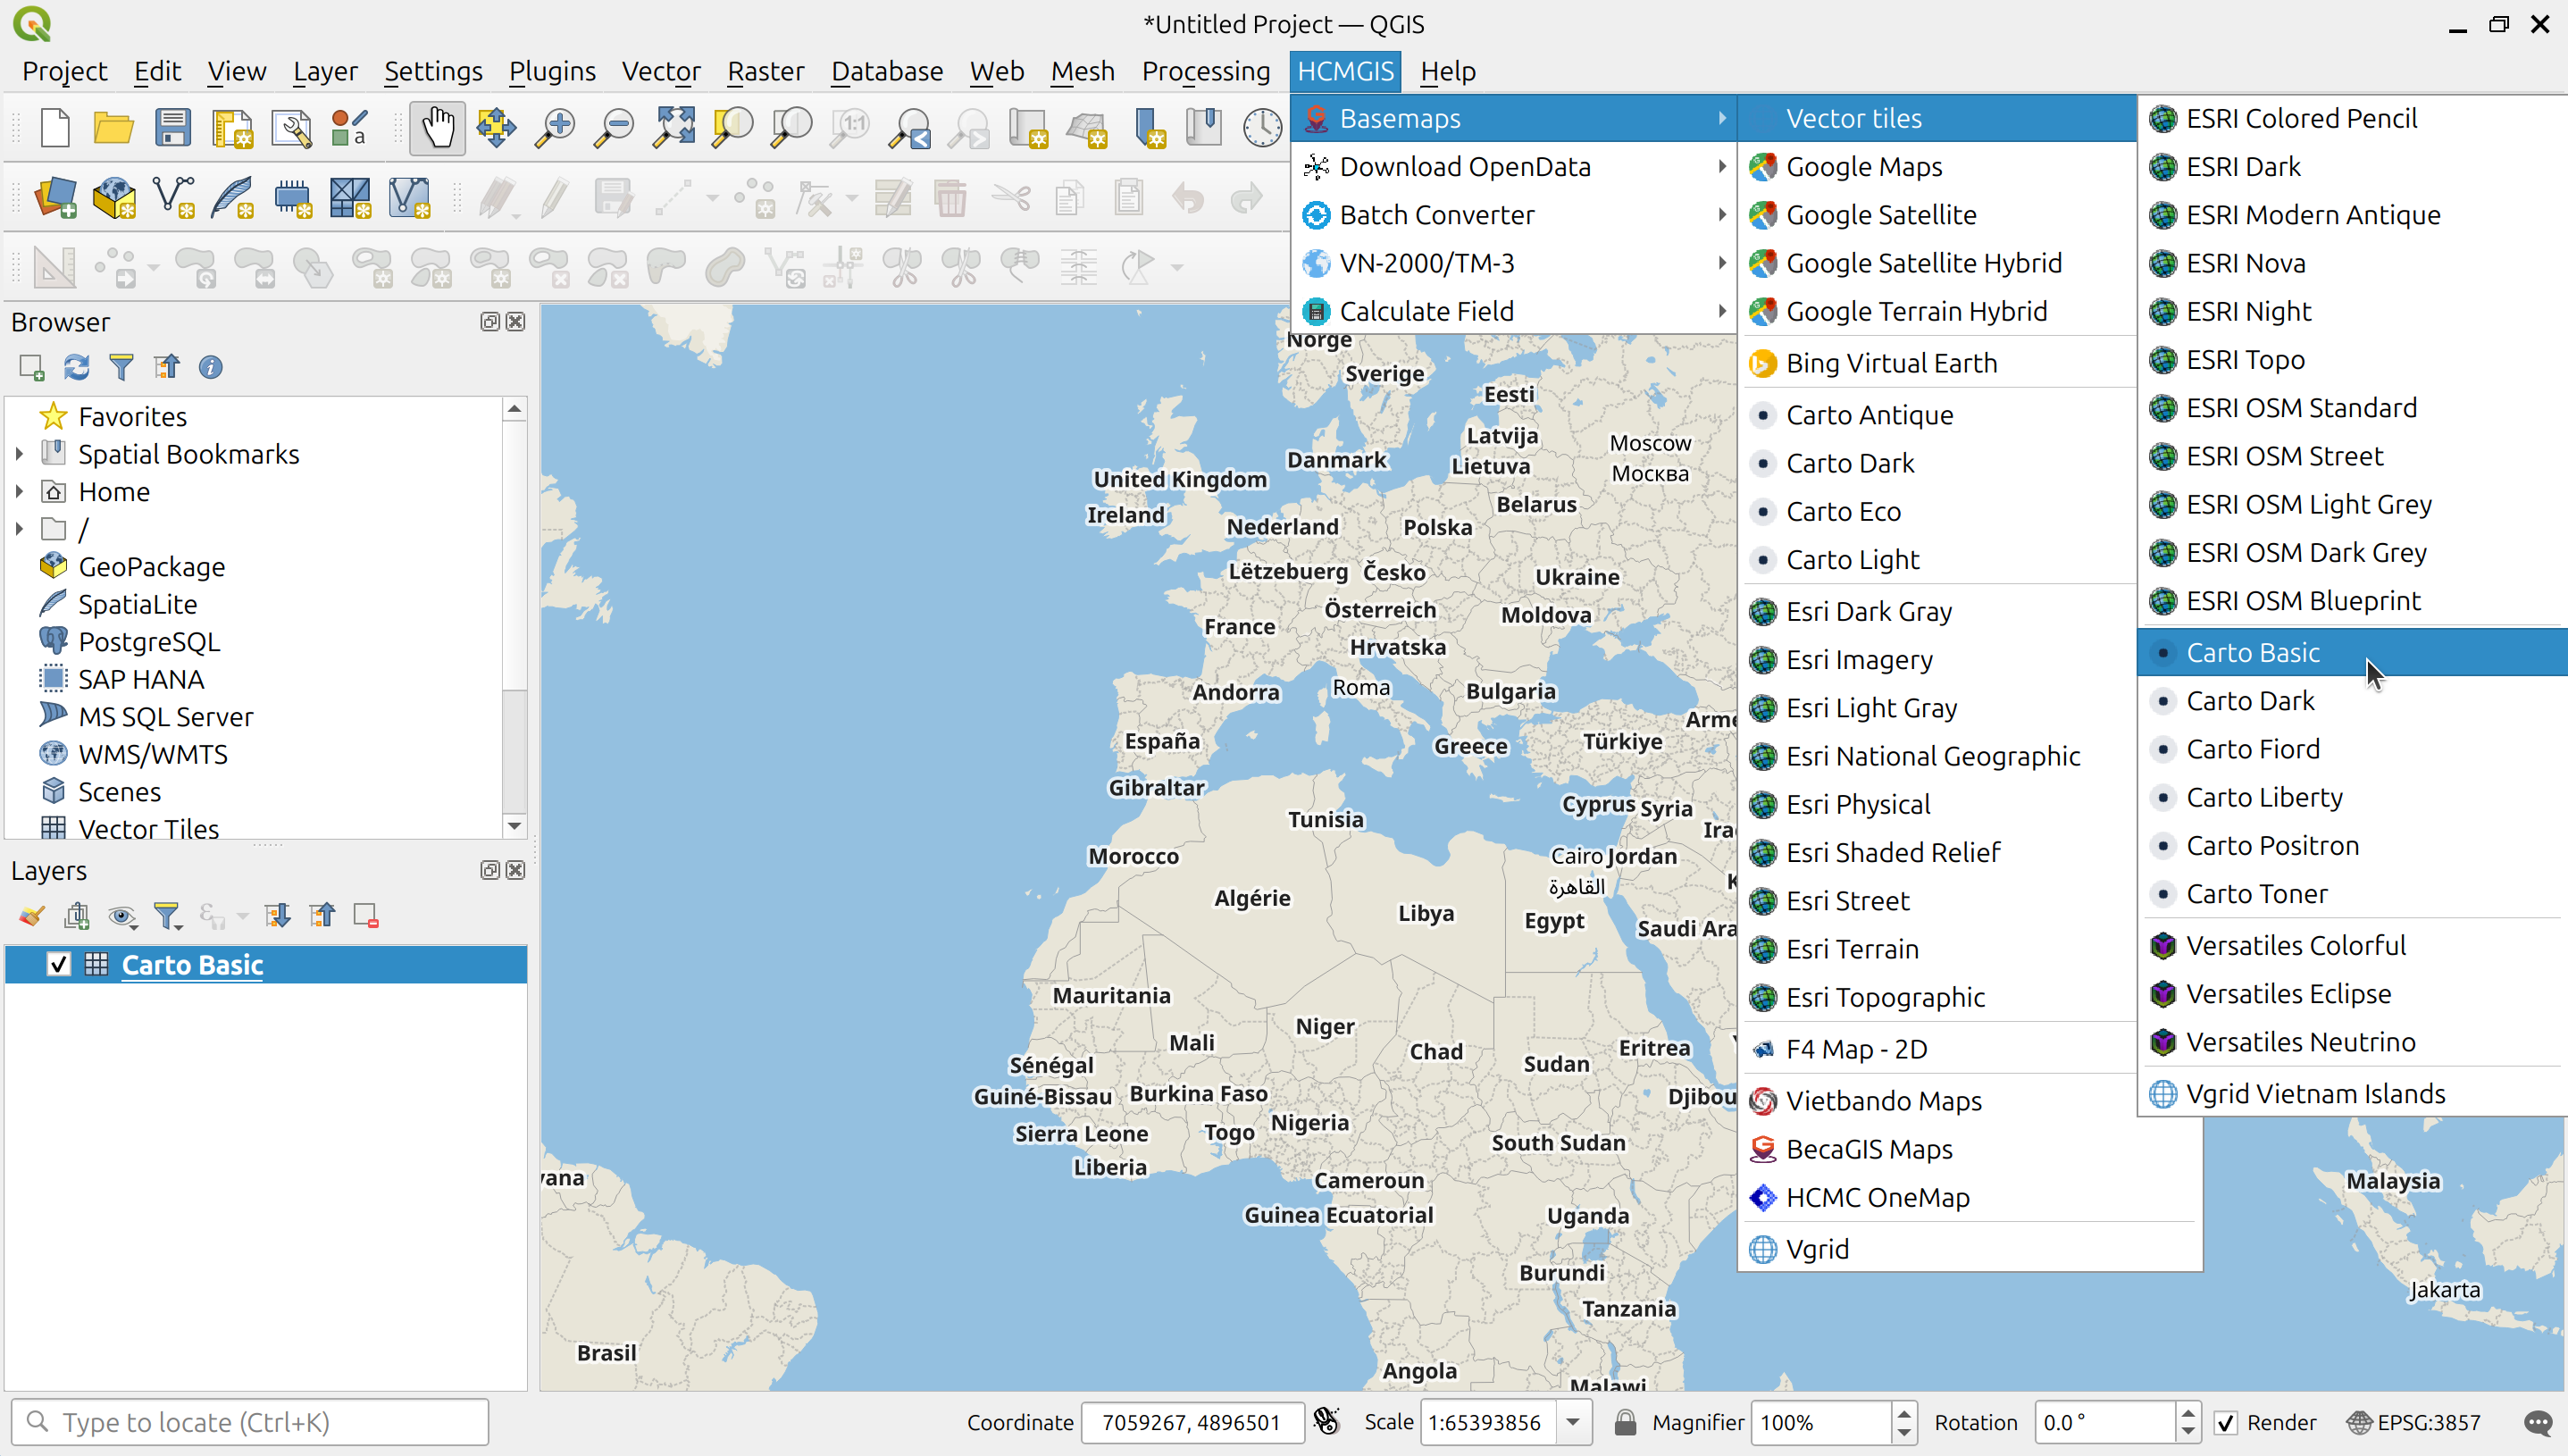 *Untitled Project — QGIS
Project Edit View Layer Settings Plugins Vector Raster Database Web Mesh Processing HCMGIS Help
Basemaps
Download OpenData
Batch Converter
VN-2000/TM-3
Calculate Field
Vector tiles
Google Maps
Google Satellite
Google Satellite Hybrid
Google Terrain Hybrid
Bing Virtual Earth
Carto Antique
Carto Dark
Carto Eco
Carto Light
Esri Dark Gray
Esri Imagery
Esri Light Gray
Esri National Geographic
Esri Physical
Esri Shaded Relief
Esri Street
Esri Terrain
Esri Topographic
F4 Map - 2D
Vietbando Maps
BecaGIS Maps
HCMC OneMap
Vgrid
ESRI Colored Pencil
ESRI Dark
ESRI Modern Antique
ESRI Nova
ESRI Night
ESRI Topo
ESRI OSM Standard
ESRI OSM Street
ESRI OSM Light Grey
ESRI OSM Dark Grey
ESRI OSM Blueprint
Carto Basic
Carto Dark
Carto Fiord
Carto Liberty
Carto Positron
Carto Toner
Versatiles Colorful
Versatiles Eclipse
Versatiles Neutrino
Vgrid Vietnam Islands
a
1:1
Browser
Favorites
Spatial Bookmarks
Home
/
GeoPackage
SpatiaLite
PostgreSQL
SAP HANA
MS SQL Server
WMS/WMTS
Scenes
Vector Tiles
Layers
Carto Basic
Norge
Sverige
Eesti
Latvija
Moscow
Москва
Danmark
Lietuva
United Kingdom
Belarus
Ireland
Nederland
Polska
Lëtzebuerg
Česko
Ukraine
Österreich
Moldova
France
Hrvatska
Roma
Andorra
Bulgaria
Arme
España
Greece
Türkiye
Gibraltar
Cyprus
Syria
Tunisia
Ira
Morocco
Cairo
القاهرة
Jordan
K
Algérie
Libya
Egypt
Saudi Ara
Mauritania
Niger
Mali
Chad
Sudan
Eritrea
Sénégal
Guiné-Bissau
Burkina Faso
Djibou
Nigeria
Sierra Leone
Togo
South Sudan
Liberia
yana
Cameroun
Malaysia
Guinea Ecuatorial
Uganda
Burundi
Jakarta
Tanzania
Brasil
Angola
Malawi
Type to locate (Ctrl+K)
Coordinate 7059267, 4896501 Scale 1:65393856 Magnifier 100% Rotation 0.0 ° Render EPSG:3857